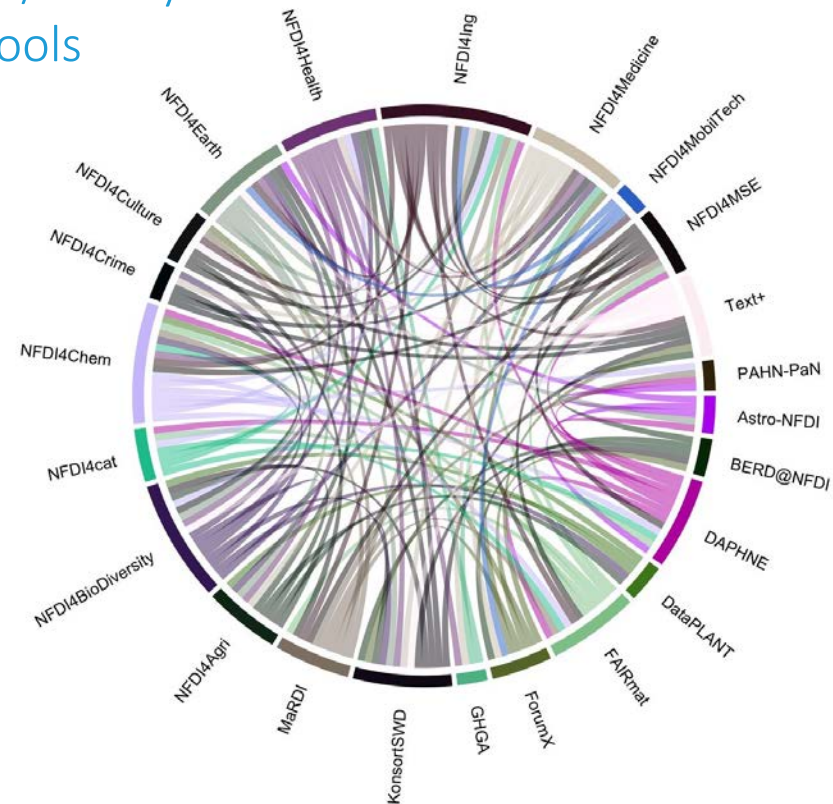 ools
NFDI4Ing
NFDI4Medicine
NFDI4MobilTech
NFDI4MSE
Text+
PAHN-PaN
Astro-NFDI
BERD@NFDI
DAPHNE
DataPLANT
FAIRmat
ForumX
GHGA
KonsortSWD
MaRDI
NFDI4Agri
NFDI4BioDiversity
NFDI4cat
NFDI4Chem
NFDI4Crime
NFDI4Culture
NFDI4Earth
NFDI4Health